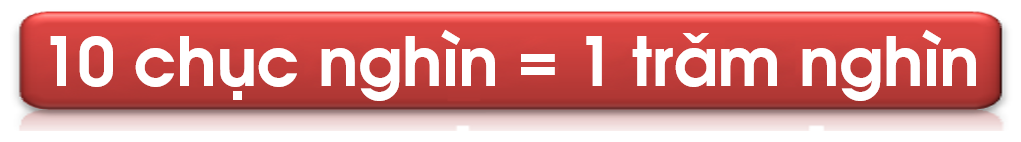 10 chục nghìn = 1 trăm nghìn